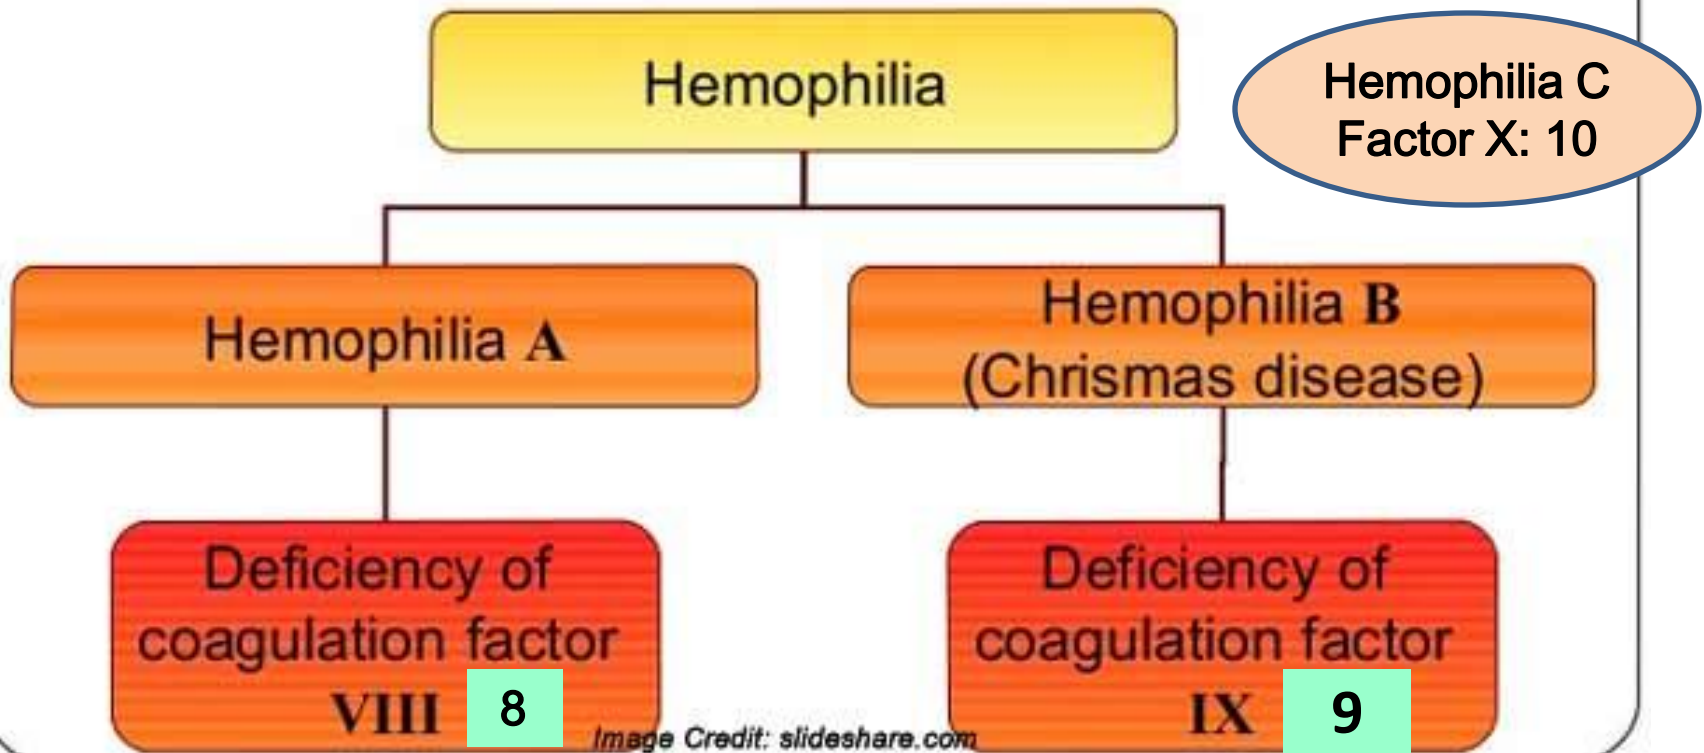 Hemophilia
Hemophilia C
Factor X: 10
Hemophilia A
Hemophilia B
(Chrismas disease)
Deficiency of
coagulation factor
VIII 8
Deficiency of
coagulation factor
IX 9
Image Credit: slideshare.com